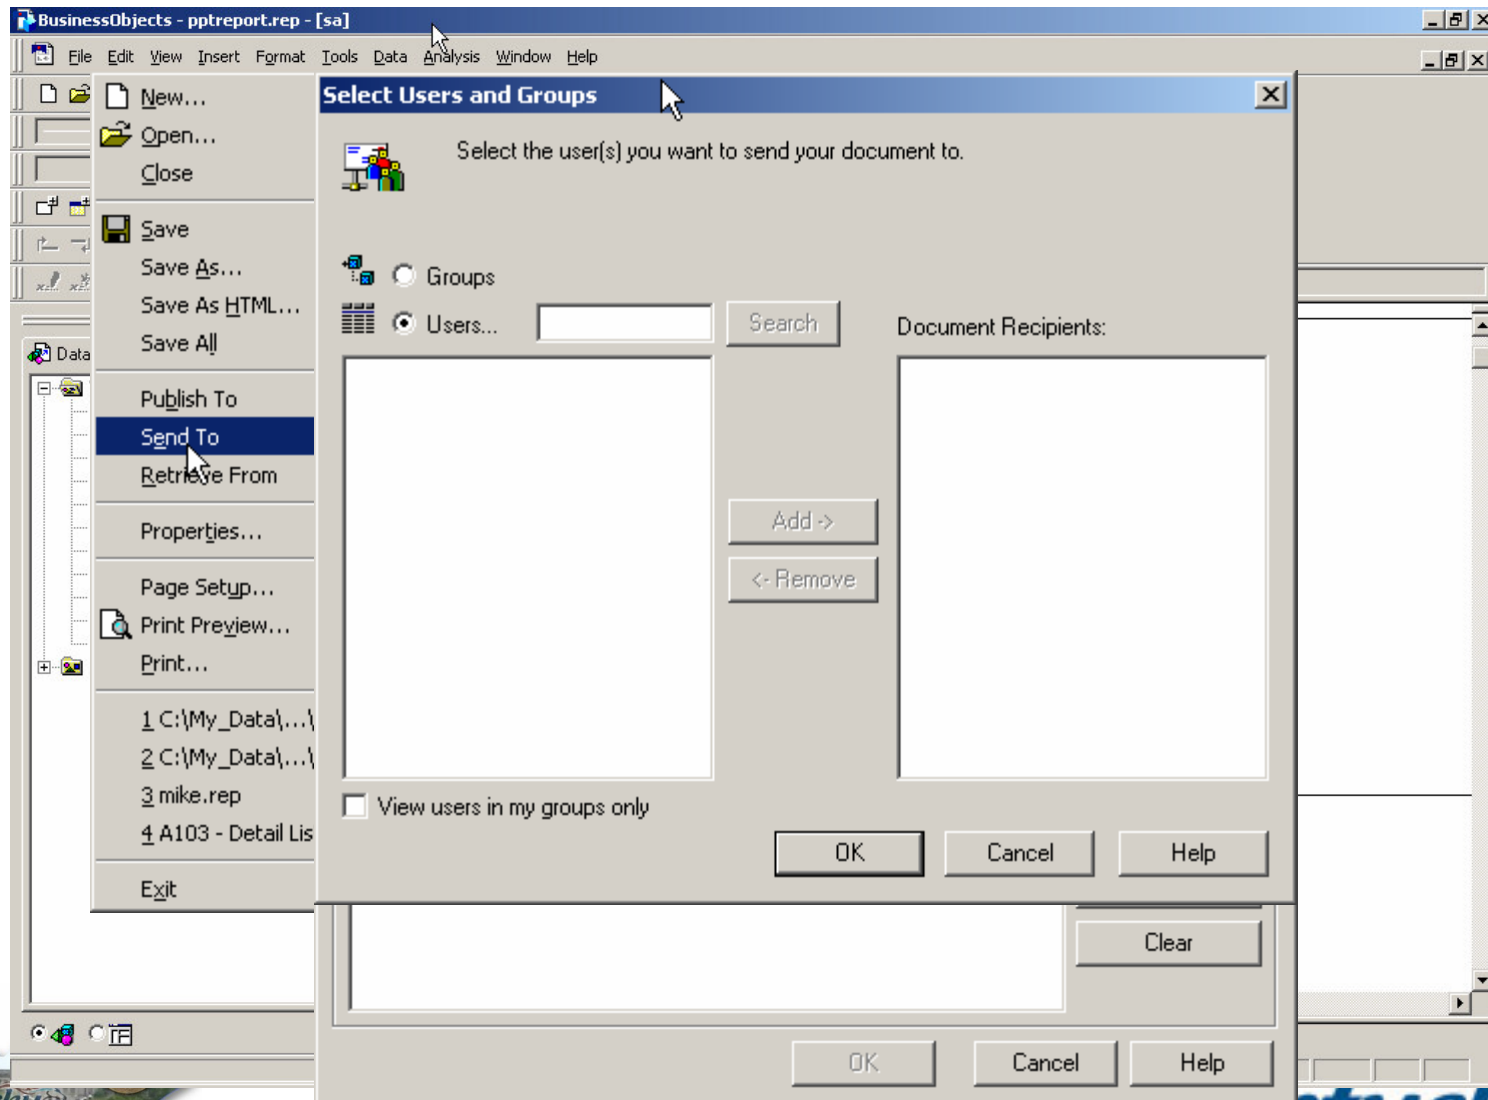 BusinessObjects - pptreport.rep - [sa]
File Edit View Insert Format Tools Data Analysis Window Help
New...
Open...
Close
Save
Save As...
Save As HTML...
Save All
Publish To
Send To
Retrieve From
Properties...
Page Setup...
Print Preview...
Print...
1 C:\My_Data\...\
2 C:\My_Data\...\
3 mike.rep
4 A103 - Detail Lis
Exit
Data
Select Users and Groups
Select the user(s) you want to send your document to.
Groups
Users...
Search
Document Recipients:
Add ->
<- Remove
View users in my groups only
OK Cancel Help
Clear
OK Cancel Help